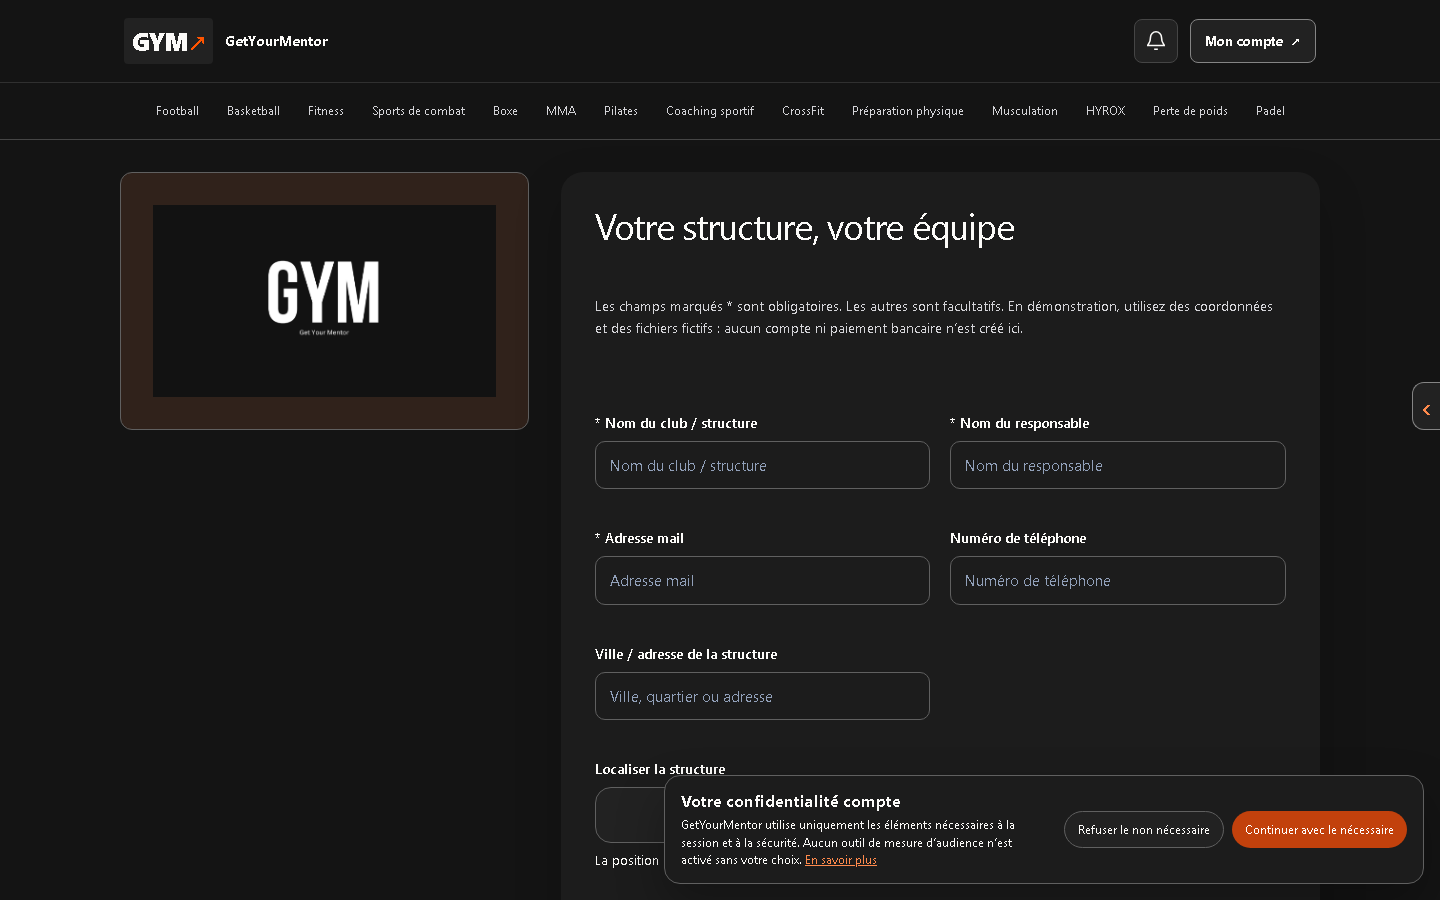 GYM↗ GetYourMentor
Mon compte ↗
Football Basketball Fitness Sports de combat Boxe MMA Pilates Coaching sportif CrossFit Préparation physique Musculation HYROX Perte de poids Padel
GYM
Get Your Mentor
Votre structure, votre équipe
Les champs marqués * sont obligatoires. Les autres sont facultatifs. En démonstration, utilisez des coordonnées
et des fichiers fictifs : aucun compte ni paiement bancaire n’est créé ici.
* Nom du club / structure
Nom du club / structure
* Nom du responsable
Nom du responsable
* Adresse mail
Adresse mail
Numéro de téléphone
Numéro de téléphone
Ville / adresse de la structure
Ville, quartier ou adresse
Localiser la structure
La position
Votre confidentialité compte
GetYourMentor utilise uniquement les éléments nécessaires à la
session et à la sécurité. Aucun outil de mesure d’audience n’est
activé sans votre choix. En savoir plus
Refuser le non nécessaire
Continuer avec le nécessaire